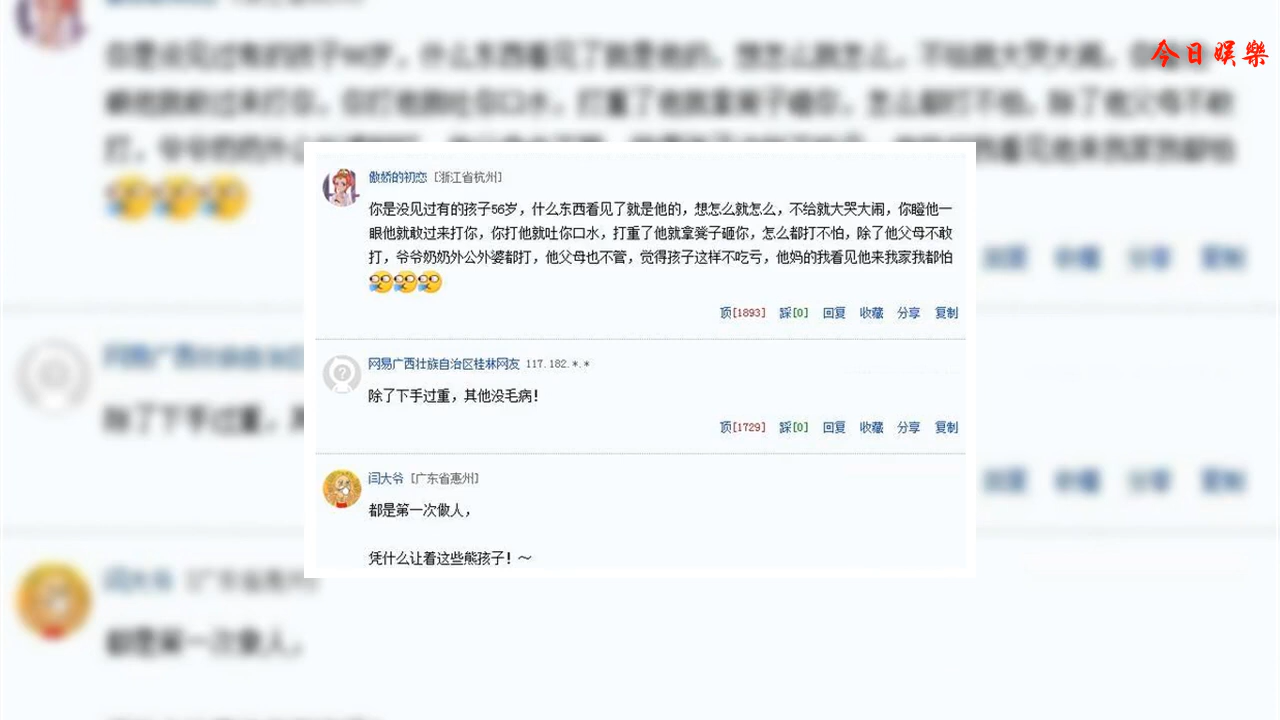 今日娱樂
傲娇的初恋 [浙江省杭州]
你是没见过有的孩子56岁，什么东西看见了就是他的，想怎么就怎么，不给就大哭大闹，你瞪他一
眼他就敢过来打你，你打他就吐你口水，打重了他就拿凳子砸你，怎么都打不怕，除了他父母不敢
打，爷爷奶奶外公外婆都打，他父母也不管，觉得孩子这样不吃亏，他妈的我看见他来我家我都怕
顶[1893] 踩[0] 回复 收藏 分享 复制
网易广西壮族自治区桂林网友 117.182.*.*
除了下手过重，其他没毛病！
顶[1729] 踩[0] 回复 收藏 分享 复制
闫大爷 [广东省惠州]
都是第一次做人，
凭什么让着这些熊孩子！～